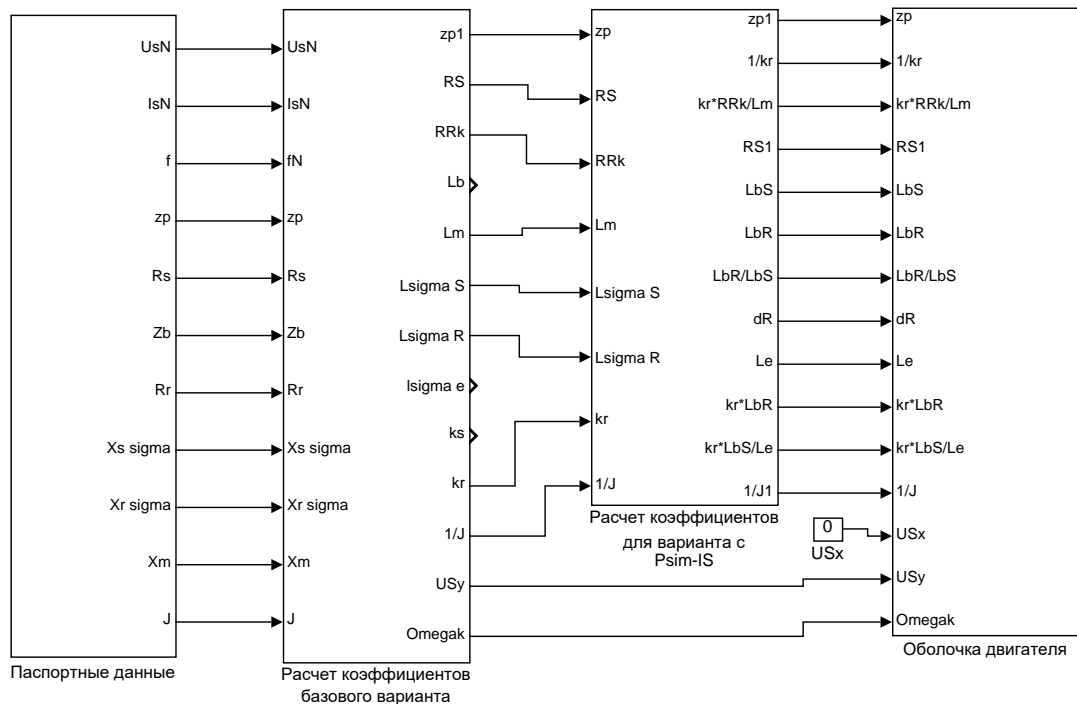 UsN
IsN
f
zp
Rs
Zb
Rr
Xs sigma
Xr sigma
Xm
J
Паспортные данные
UsN
IsN
fN
zp
Rs
Zb
Rr
Xs sigma
Xr sigma
Xm
J
zp1
RS
RRk
Lb
Lm
Lsigma S
Lsigma R
lsigma e
ks
kr
1/J
USy
Omegak
Расчет коэффициентов
базового варианта
zp
RS
RRk
Lm
Lsigma S
Lsigma R
kr
1/J
zp1
1/kr
kr*RRk/Lm
RS1
LbS
LbR
LbR/LbS
dR
Le
kr*LbR
kr*LbS/Le
1/J1
Расчет коэффициентов
для варианта с
Psim-IS
0
USx
zp
1/kr
kr*RRk/Lm
RS1
LbS
LbR
LbR/LbS
dR
Le
kr*LbR
kr*LbS/Le
1/J
USx
USy
Omegak
Оболочка двигателя